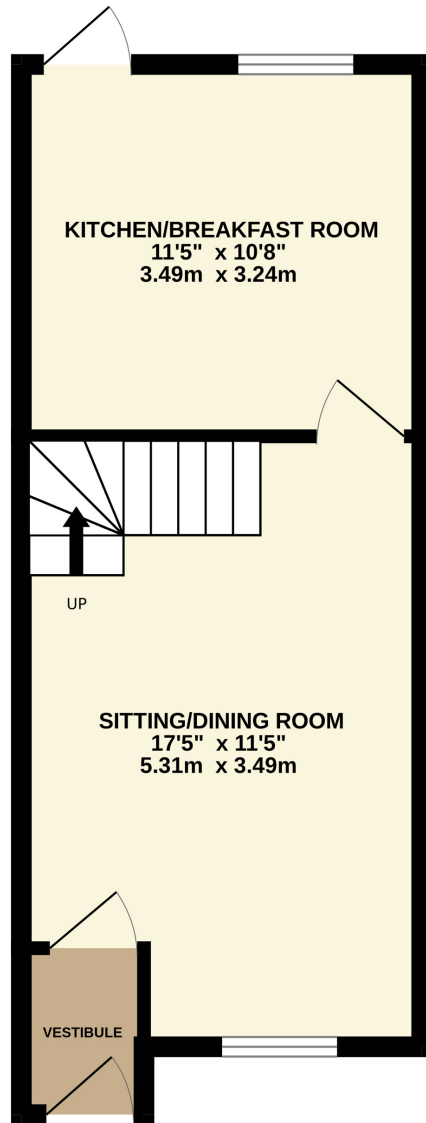 KITCHEN/BREAKFAST ROOM
11'5" x 10'8"
3.49m x 3.24m
UP
SITTING/DINING ROOM
17'5" x 11'5"
5.31m x 3.49m
VESTIBULE